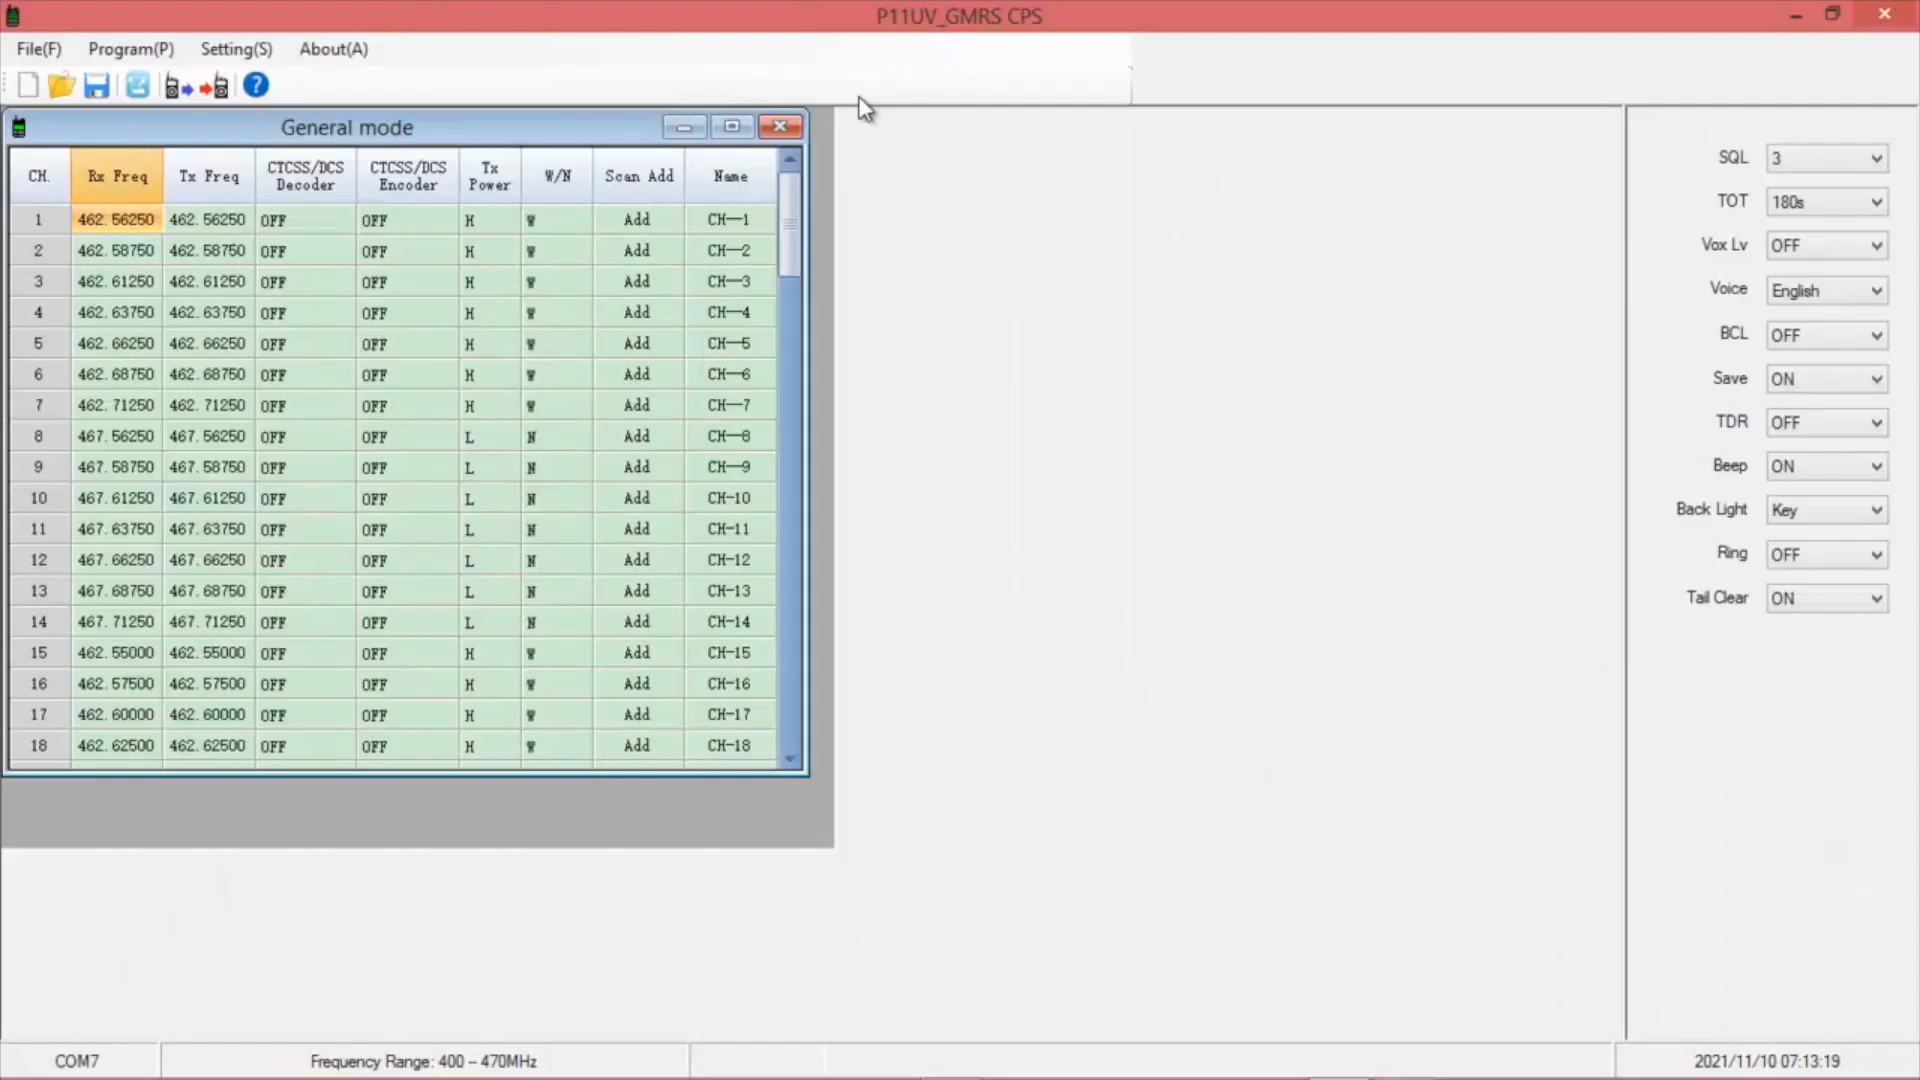 P11UV_GMRS CPS
File(F) Program(P) Setting(S) About(A)
General mode
CH. Rx Freq Tx Freq CTCSS/DCS Decoder CTCSS/DCS Encoder Tx Power W/N Scan Add Name
1 462.56250 462.56250 OFF OFF H W Add CH—1
2 462.58750 462.58750 OFF OFF H W Add CH—2
3 462.61250 462.61250 OFF OFF H W Add CH—3
4 462.63750 462.63750 OFF OFF H W Add CH—4
5 462.66250 462.66250 OFF OFF H W Add CH—5
6 462.68750 462.68750 OFF OFF H W Add CH—6
7 462.71250 462.71250 OFF OFF H W Add CH—7
8 467.56250 467.56250 OFF OFF L N Add CH—8
9 467.58750 467.58750 OFF OFF L N Add CH—9
10 467.61250 467.61250 OFF OFF L N Add CH-10
11 467.63750 467.63750 OFF OFF L N Add CH-11
12 467.66250 467.66250 OFF OFF L N Add CH-12
13 467.68750 467.68750 OFF OFF L N Add CH-13
14 467.71250 467.71250 OFF OFF L N Add CH-14
15 462.55000 462.55000 OFF OFF H W Add CH-15
16 462.57500 462.57500 OFF OFF H W Add CH-16
17 462.60000 462.60000 OFF OFF H W Add CH-17
18 462.62500 462.62500 OFF OFF H W Add CH-18
SQL 3
TOT 180s
Vox Lv OFF
Voice English
BCL OFF
Save ON
TDR OFF
Beep ON
Back Light Key
Ring OFF
Tail Clear ON
COM7 Frequency Range: 400 -- 470MHz 2021/11/10 07:13:19